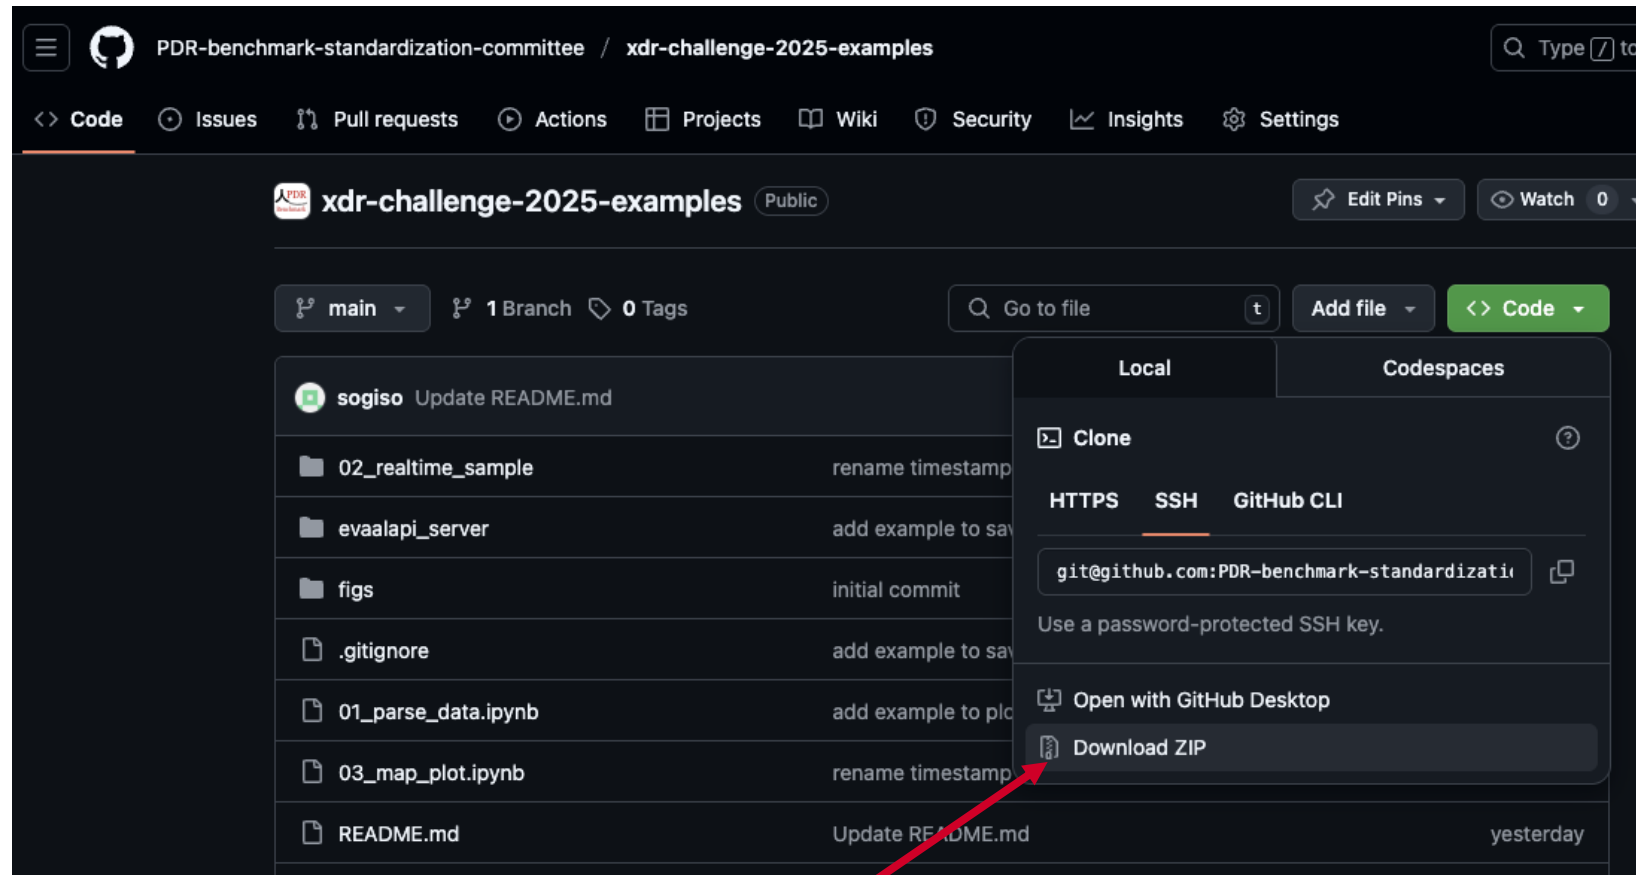 PDR-benchmark-standardization-committee / xdr-challenge-2025-examples
Type / to
Code Issues Pull requests Actions Projects Wiki Security Insights Settings
PDR
xdr-challenge-2025-examples Public
Edit Pins Watch 0
main 1 Branch 0 Tags
Go to file t Add file Code
Local Codespaces
sogiso Update README.md
Clone
02_realtime_sample rename timestamp
HTTPS SSH GitHub CLI
evaalapi_server add example to sav
git@github.com:PDR-benchmark-standardizati
figs initial commit
Use a password-protected SSH key.
.gitignore add example to sav
Open with GitHub Desktop
01_parse_data.ipynb add example to plo
Download ZIP
03_map_plot.ipynb rename timestamp
README.md Update README.md yesterday